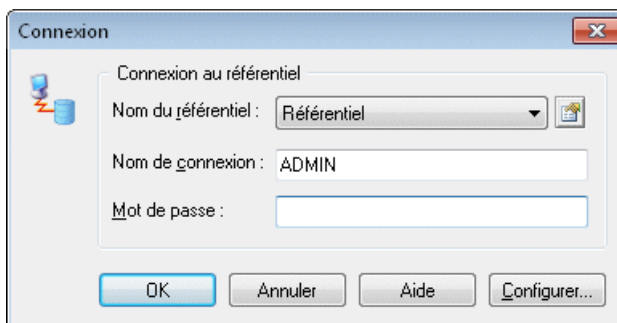 Connexion
Connexion au référentiel
Nom du référentiel : Référentiel
Nom de connexion : ADMIN
Mot de passe :
OK Annuler Aide Configurer...